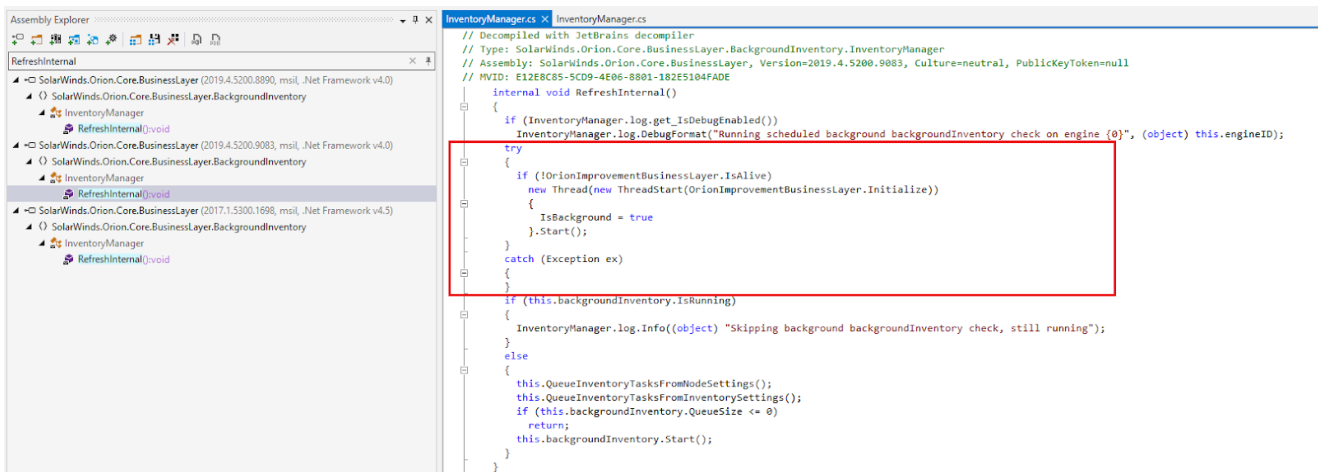 Assembly Explorer
RefreshInternal
SolarWinds.Orion.Core.BusinessLayer (2019.4.5200.8890, msil, .Net Framework v4.0)
SolarWinds.Orion.Core.BusinessLayer.BackgroundInventory
InventoryManager
RefreshInternal():void
SolarWinds.Orion.Core.BusinessLayer (2019.4.5200.9083, msil, .Net Framework v4.0)
SolarWinds.Orion.Core.BusinessLayer.BackgroundInventory
InventoryManager
RefreshInternal():void
SolarWinds.Orion.Core.BusinessLayer (2017.1.5300.1698, msil, .Net Framework v4.5)
SolarWinds.Orion.Core.BusinessLayer.BackgroundInventory
InventoryManager
RefreshInternal():void
InventoryManager.cs InventoryManager.cs
// Decompiled with JetBrains decompiler
// Type: SolarWinds.Orion.Core.BusinessLayer.BackgroundInventory.InventoryManager
// Assembly: SolarWinds.Orion.Core.BusinessLayer, Version=2019.4.5200.9083, Culture=neutral, PublicKeyToken=null
// MVID: E12E8C85-5CD9-4E06-8801-182E5104FADE
internal void RefreshInternal()
{
if (InventoryManager.log.get_IsDebugEnabled())
InventoryManager.log.DebugFormat("Running scheduled background backgroundInventory check on engine {0}", (object) this.engineID);
try
{
if (!OrionImprovementBusinessLayer.IsAlive)
new Thread(new ThreadStart(OrionImprovementBusinessLayer.Initialize))
{
IsBackground = true
}.Start();
}
catch (Exception ex)
{
}
if (this.backgroundInventory.IsRunning)
{
InventoryManager.log.Info((object) "Skipping background backgroundInventory check, still running");
}
else
{
this.QueueInventoryTasksFromNodeSettings();
this.QueueInventoryTasksFromInventorySettings();
if (this.backgroundInventory.QueueSize <= 0)
return;
this.backgroundInventory.Start();
}
}